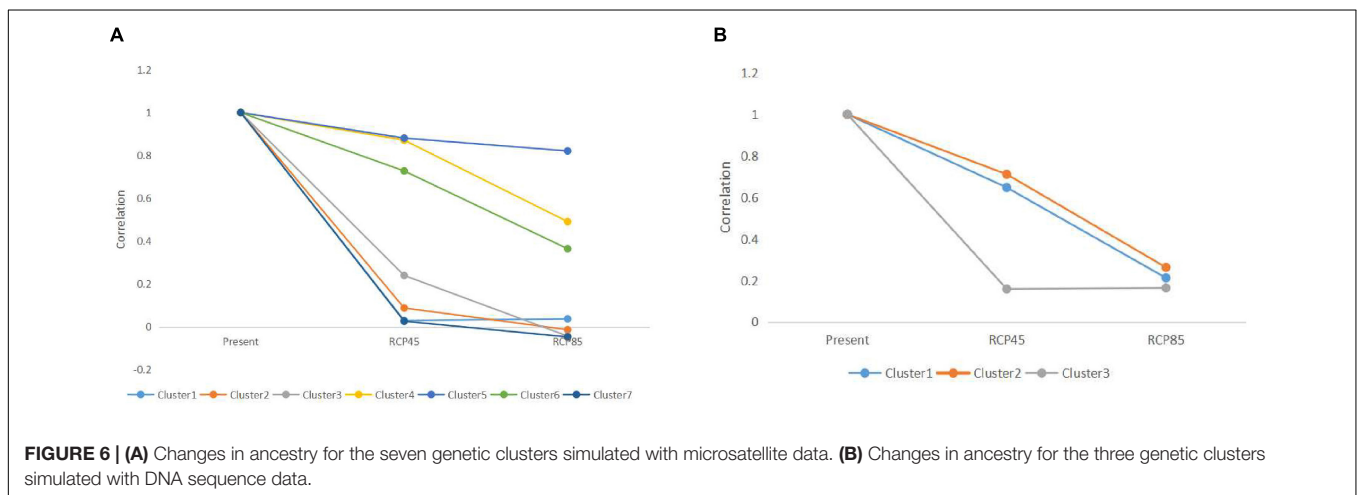 A
1.2
1
0.8
0.6
0.4
0.2
0
-0.2
Correlation
Present RCP45 RCP85
Cluster1 Cluster2 Cluster3 Cluster4 Cluster5 Cluster6 Cluster7
B
1.2
1
0.8
0.6
0.4
0.2
0
Correlation
Present RCP45 RCP85
Cluster1 Cluster2 Cluster3
FIGURE 6 | (A) Changes in ancestry for the seven genetic clusters simulated with microsatellite data. (B) Changes in ancestry for the three genetic clusters
simulated with DNA sequence data.